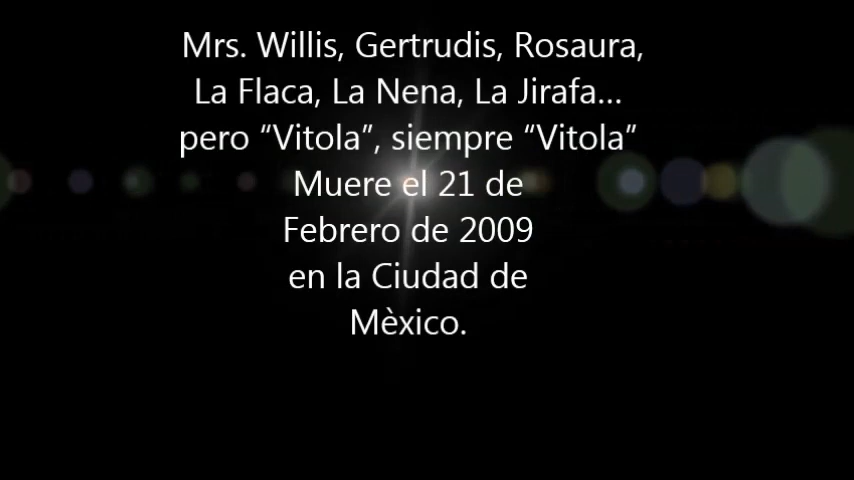 Mrs. Willis, Gertrudis, Rosaura,
La Flaca, La Nena, La Jirafa...
pero “Vitola”, siempre “Vitola”
Muere el 21 de
Febrero de 2009
en la Ciudad de
Mèxico.